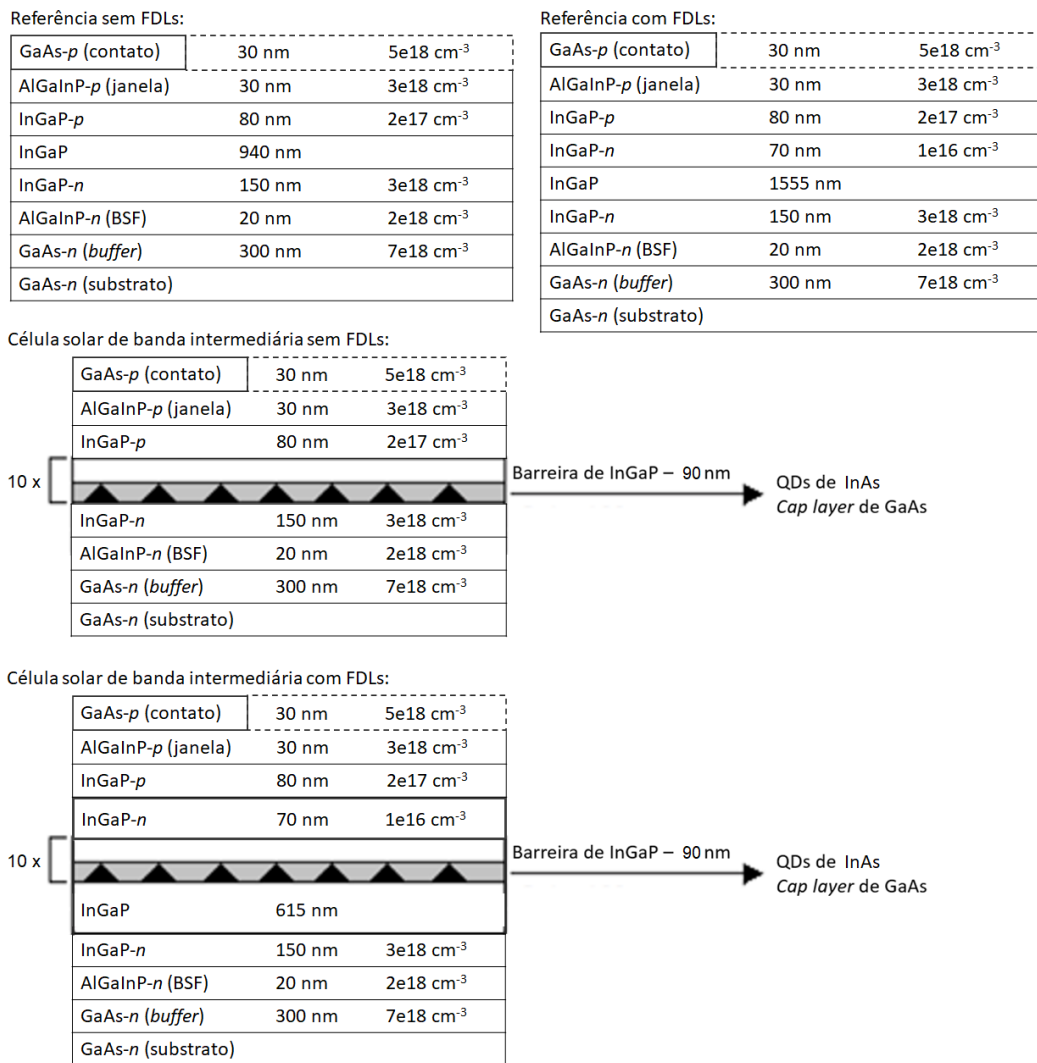 Referência sem FDLs:
GaAs-p (contato) 30 nm 5e18 cm-3
AlGaInP-p (janela) 30 nm 3e18 cm-3
InGaP-p 80 nm 2e17 cm-3
InGaP 940 nm
InGaP-n 150 nm 3e18 cm-3
AlGaInP-n (BSF) 20 nm 2e18 cm-3
GaAs-n (buffer) 300 nm 7e18 cm-3
GaAs-n (substrato)
Referência com FDLs:
GaAs-p (contato) 30 nm 5e18 cm-3
AlGaInP-p (janela) 30 nm 3e18 cm-3
InGaP-p 80 nm 2e17 cm-3
InGaP-n 70 nm 1e16 cm-3
InGaP 1555 nm
InGaP-n 150 nm 3e18 cm-3
AlGaInP-n (BSF) 20 nm 2e18 cm-3
GaAs-n (buffer) 300 nm 7e18 cm-3
GaAs-n (substrato)
Célula solar de banda intermediária sem FDLs:
GaAs-p (contato) 30 nm 5e18 cm-3
AlGaInP-p (janela) 30 nm 3e18 cm-3
InGaP-p 80 nm 2e17 cm-3
10 x
Barreira de InGaP – 90 nm
QDs de InAs
Cap layer de GaAs
InGaP-n 150 nm 3e18 cm-3
AlGaInP-n (BSF) 20 nm 2e18 cm-3
GaAs-n (buffer) 300 nm 7e18 cm-3
GaAs-n (substrato)
Célula solar de banda intermediária com FDLs:
GaAs-p (contato) 30 nm 5e18 cm-3
AlGaInP-p (janela) 30 nm 3e18 cm-3
InGaP-p 80 nm 2e17 cm-3
InGaP-n 70 nm 1e16 cm-3
10 x
Barreira de InGaP – 90 nm
QDs de InAs
Cap layer de GaAs
InGaP 615 nm
InGaP-n 150 nm 3e18 cm-3
AlGaInP-n (BSF) 20 nm 2e18 cm-3
GaAs-n (buffer) 300 nm 7e18 cm-3
GaAs-n (substrato)